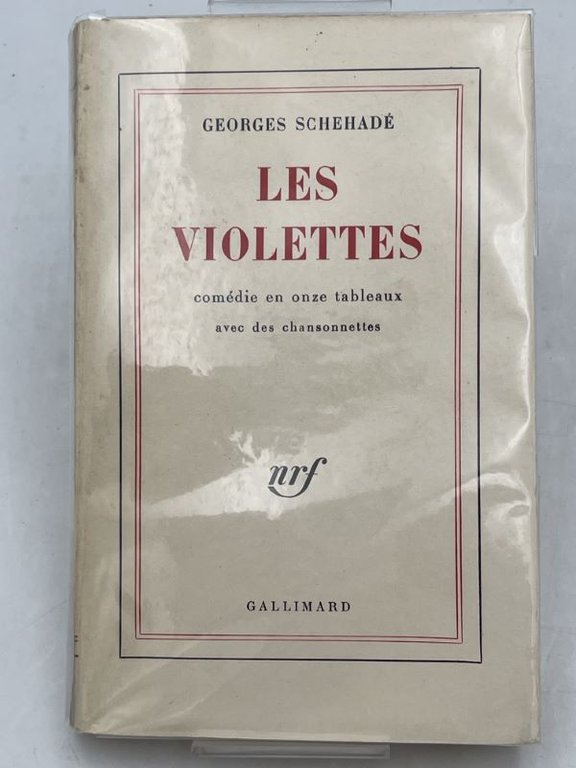 GEORGES SCHEHADÉ
LES
VIOLETTES
comédie en onze tableaux
avec des chansonnettes
nrf
GALLIMARD